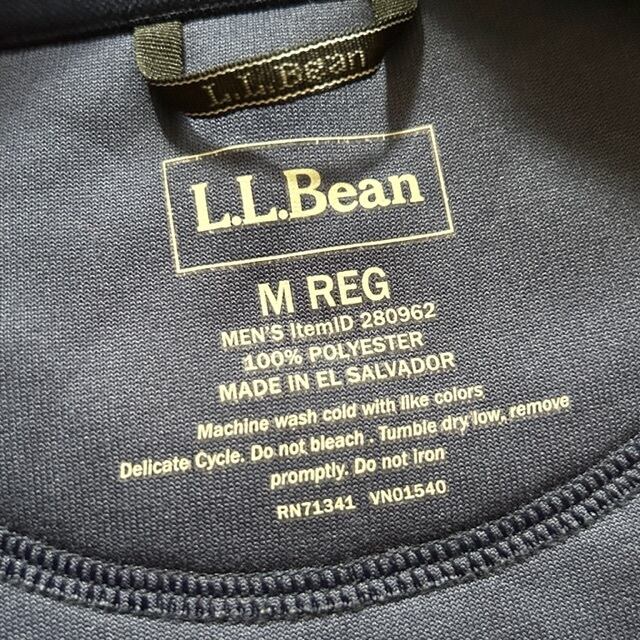 L.L.Bean
L.L.Bean
M REG
MEN'S ItemID 280962
100% POLYESTER
MADE IN EL SALVADOR
Machine wash cold with like colors
Delicate Cycle. Do not bleach . Tumble dry low, remove
promptly. Do not iron
RN71341 VN01540